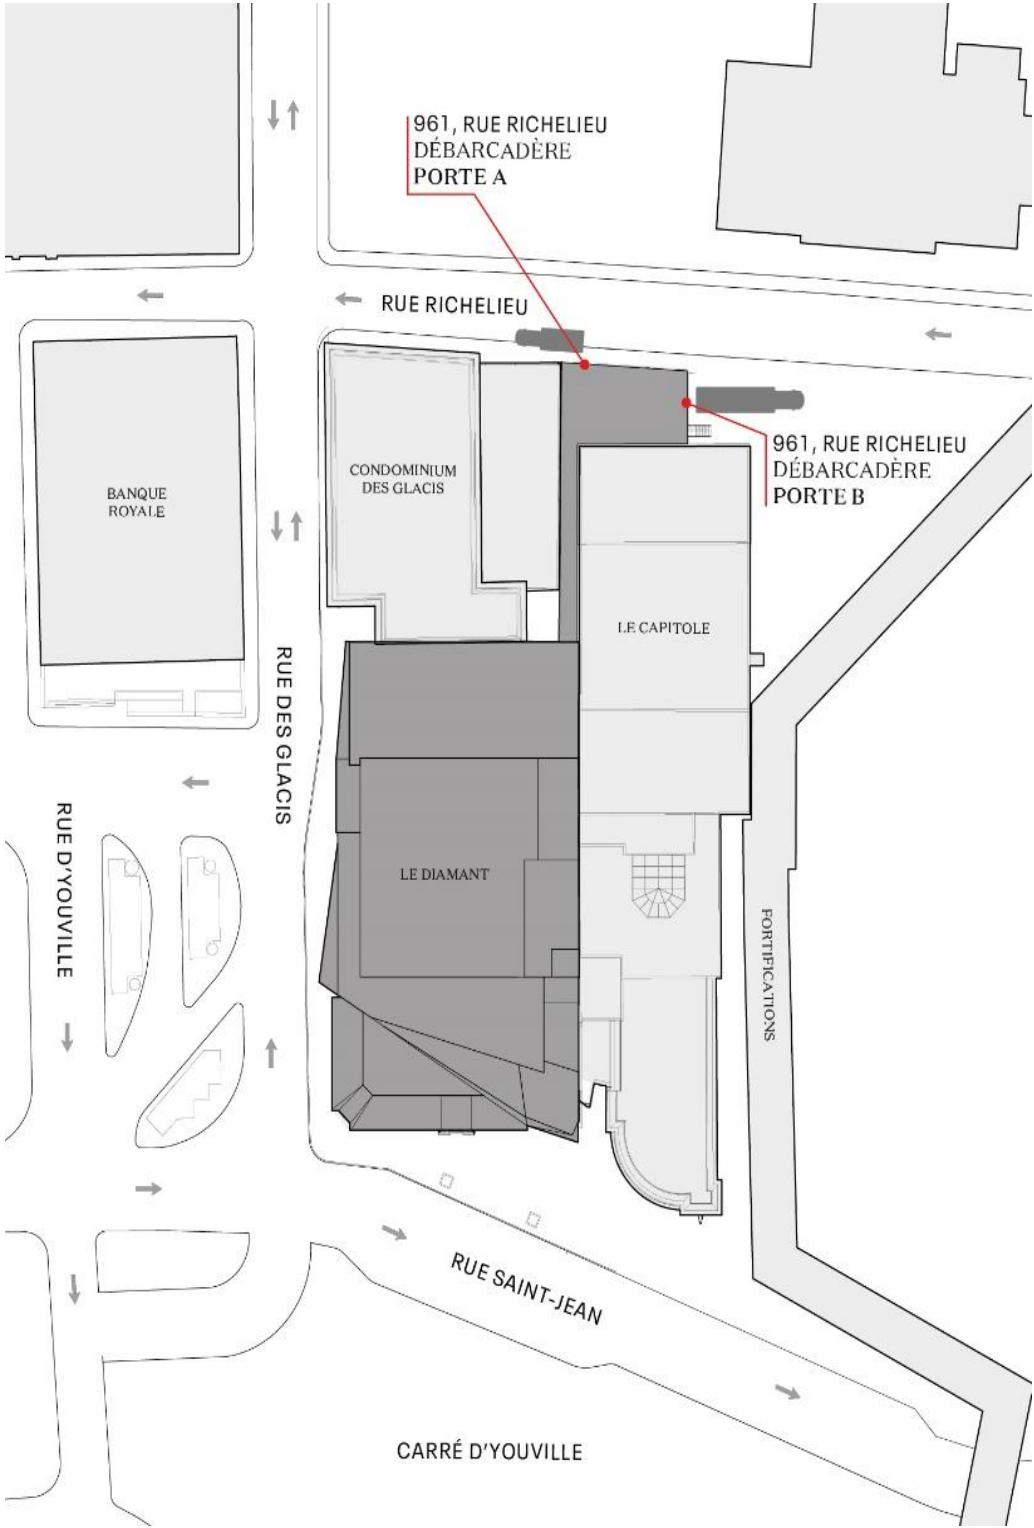 961, RUE RICHELIEU
DÉBARCADÈRE
PORTE A
RUE RICHELIEU
961, RUE RICHELIEU
DÉBARCADÈRE
PORTE B
CONDOMINIUM
DES GLACIS
BANQUE
ROYALE
LE CAPITOLE
RUE DES GLACIS
RUE D'YOUVILLE
LE DIAMANT
FORTIFICATIONS
RUE SAINT-JEAN
CARRÉ D'YOUVILLE